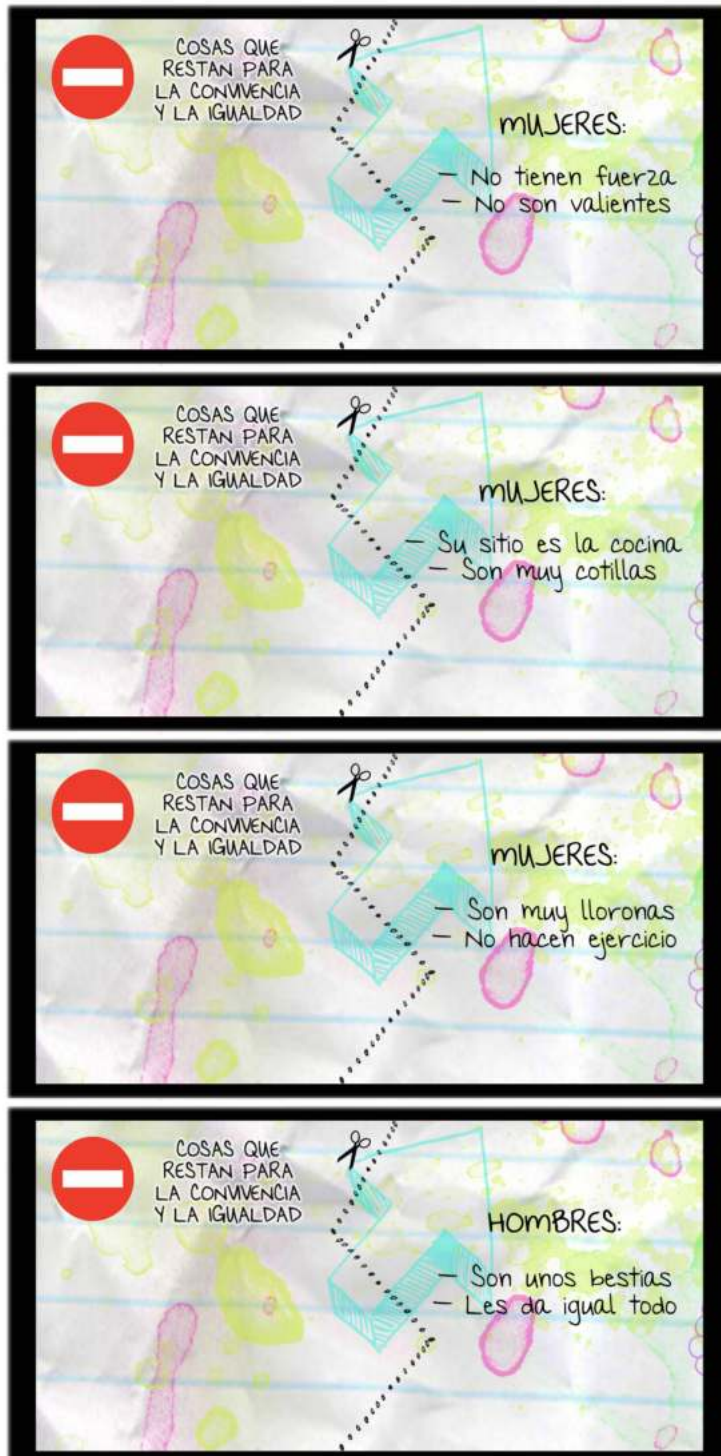 COSAS QUE
RESTAN PARA
LA CONVIVENCIA
Y LA IGUALDAD
MUJERES:
— No tienen fuerza
— No son valientes
COSAS QUE
RESTAN PARA
LA CONVIVENCIA
Y LA IGUALDAD
MUJERES:
— Su sitio es la cocina
— Son muy cotillas
COSAS QUE
RESTAN PARA
LA CONVIVENCIA
Y LA IGUALDAD
MUJERES:
— Son muy lloronas
— No hacen ejercicio
COSAS QUE
RESTAN PARA
LA CONVIVENCIA
Y LA IGUALDAD
HOMBRES:
— Son unos bestias
— Les da igual todo